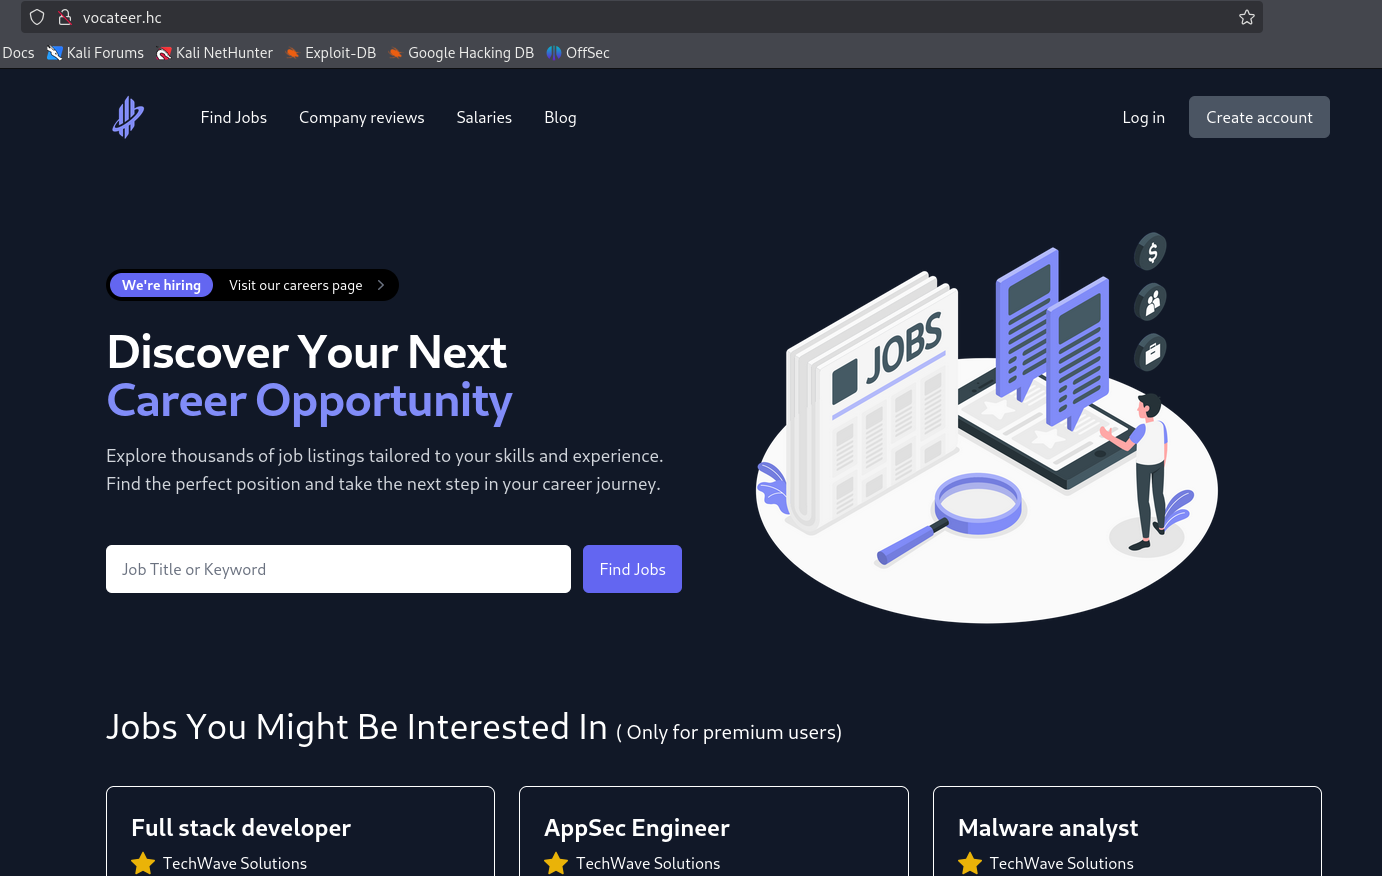 vocateer.hc
Docs Kali Forums Kali NetHunter Exploit-DB Google Hacking DB OffSec
Find Jobs Company reviews Salaries Blog Log in Create account
We're hiring Visit our careers page
Discover Your Next
Career Opportunity
Explore thousands of job listings tailored to your skills and experience.
Find the perfect position and take the next step in your career journey.
Job Title or Keyword Find Jobs
JOBS
$
Jobs You Might Be Interested In ( Only for premium users)
Full stack developer
TechWave Solutions
AppSec Engineer
TechWave Solutions
Malware analyst
TechWave Solutions